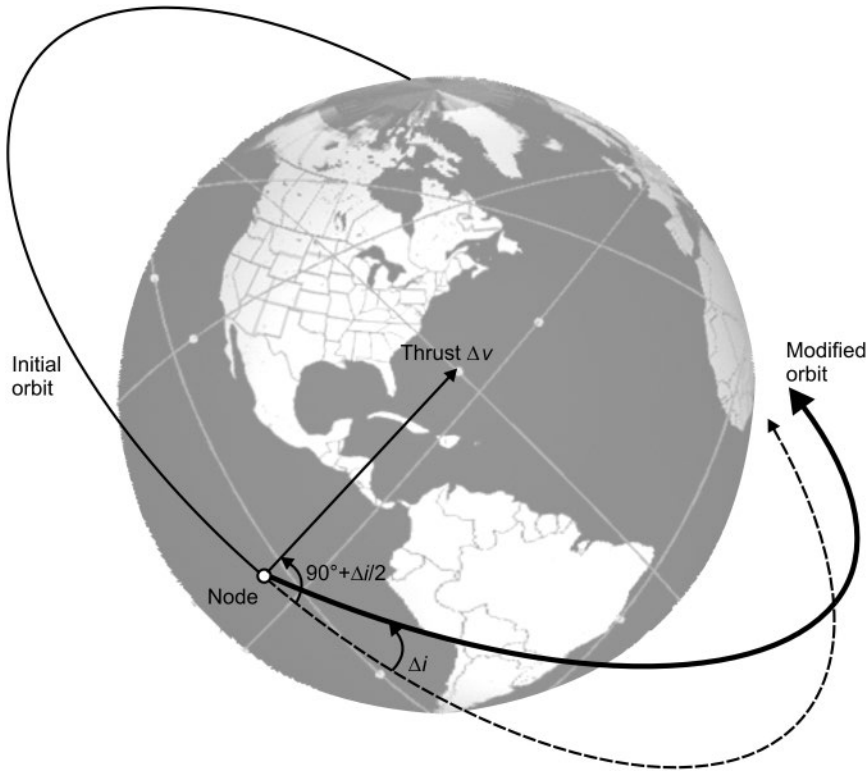 Thrust Δv
Initial
orbit
Modified
orbit
90°+Δi/2
Node
Δi